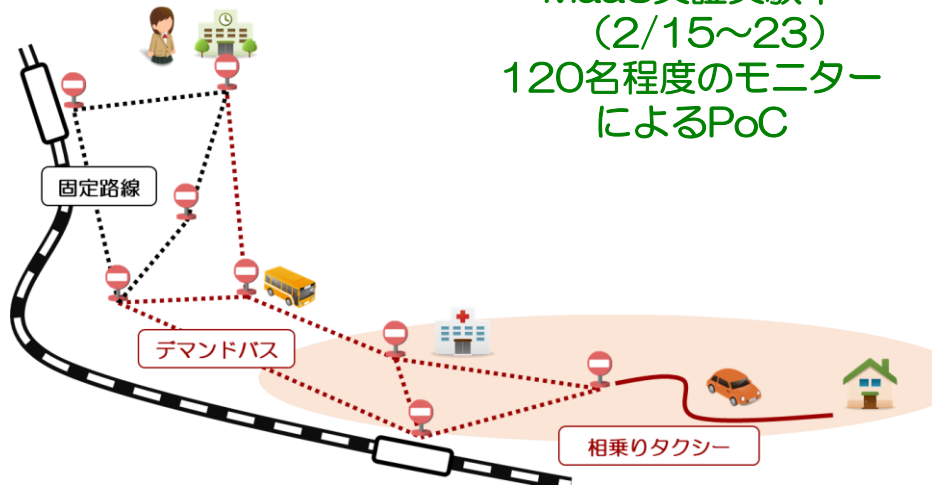 （2/15～23）
120名程度のモニター
によるPoC
固定路線
デマンドバス
相乗りタクシー